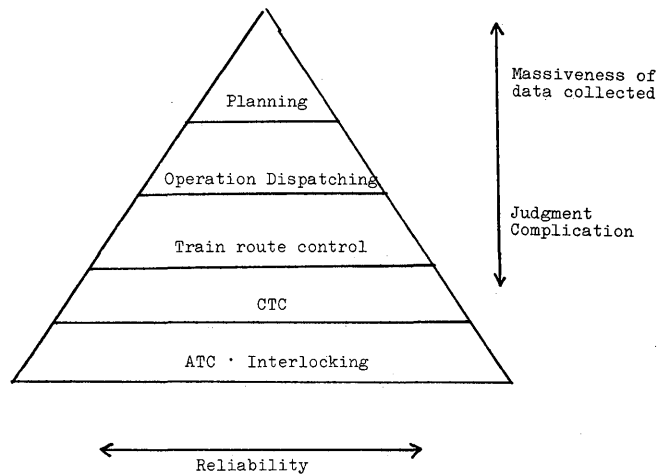 Massiveness of
data collected
Planning
Operation Dispatching
Judgment
Complication
Train route control
CTC
ATC · Interlocking
Reliability